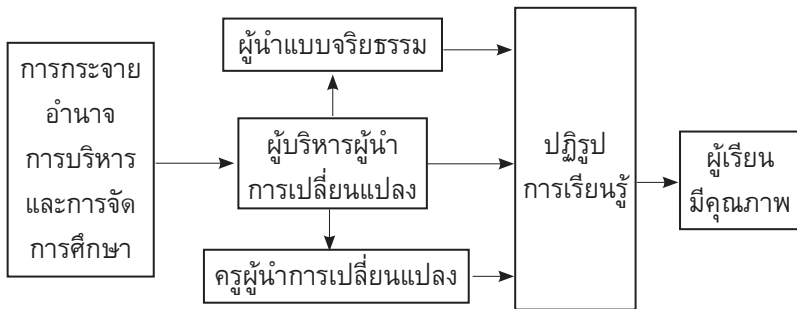 การกระจาย
อำนาจ
การบริหาร
และการจัด
การศึกษา
ผู้นำแบบจริยธรรม
ผู้บริหารผู้นำ
การเปลี่ยนแปลง
ครูผู้นำการเปลี่ยนแปลง
ปฏิรูป
การเรียนรู้
ผู้เรียน
มีคุณภาพ